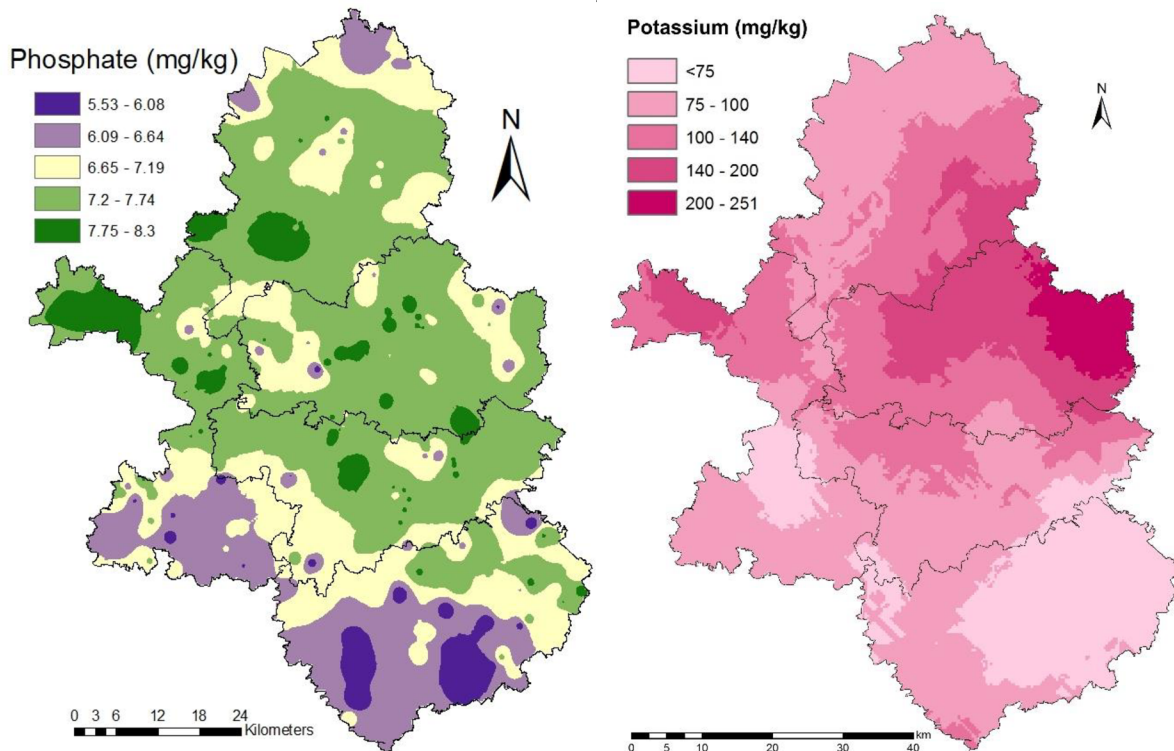 Phosphate (mg/kg)
5.53 - 6.08
6.09 - 6.64
6.65 - 7.19
7.2 - 7.74
7.75 - 8.3
N
0 3 6 12 18 24
Kilometers
Potassium (mg/kg)
<75
75 - 100
100 - 140
140 - 200
200 - 251
N
km
0 5 10 20 30 40